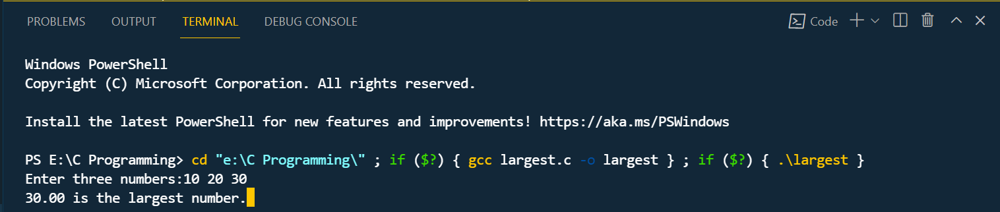 PROBLEMS OUTPUT TERMINAL DEBUG CONSOLE Code
Windows PowerShell
Copyright (C) Microsoft Corporation. All rights reserved.
Install the latest PowerShell for new features and improvements! https://aka.ms/PSWindows
PS E:\C Programming> cd "e:\C Programming\" ; if ($?) { gcc largest.c -o largest } ; if ($?) { .\largest }
Enter three numbers:10 20 30
30.00 is the largest number.